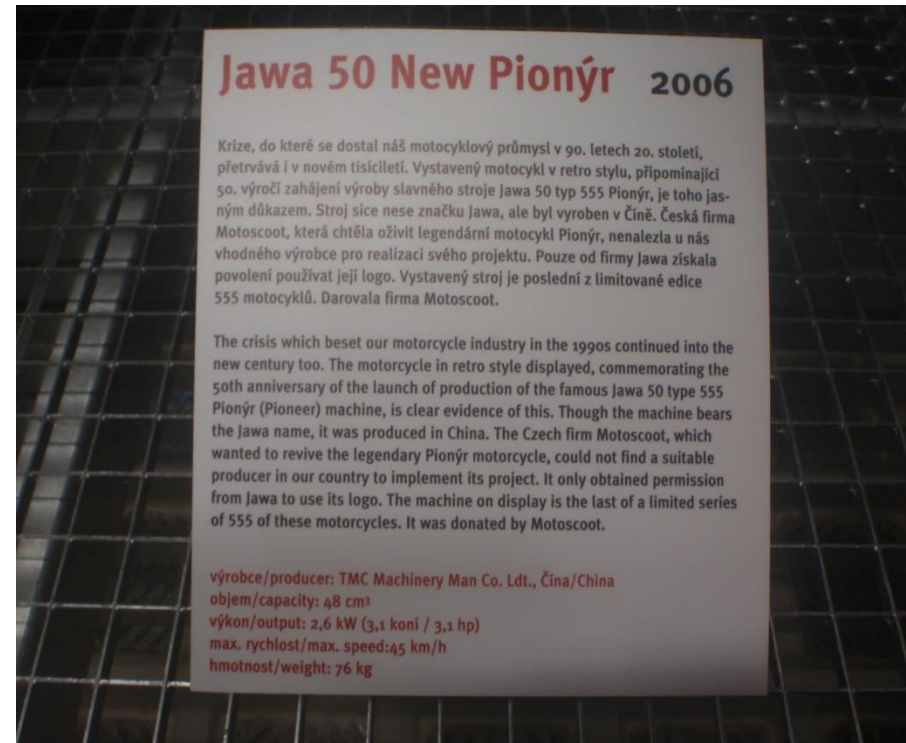 Jawa 50 New Pionýr 2006
Krize, do které se dostal náš motocyklový průmysl v 90. letech 20. století,
přetrvává i v novém tisíciletí. Vystavený motocykl v retro stylu, připomínající
50. výročí zahájení výroby slavného stroje Jawa 50 typ 555 Pionýr, je toho jas-
ným důkazem. Stroj sice nese značku Jawa, ale byl vyroben v Číně. Česká firma
Motoscoot, která chtěla oživit legendární motocykl Pionýr, nenalezla u nás
vhodného výrobce pro realizaci svého projektu. Pouze od firmy Jawa získala
povolení používat její logo. Vystavený stroj je poslední z limitované edice
555 motocyklů. Darovala firma Motoscoot.
The crisis which beset our motorcycle industry in the 1990s continued into the
new century too. The motorcycle in retro style displayed, commemorating the
50th anniversary of the launch of production of the famous Jawa 50 type 555
Pionýr (Pioneer) machine, is clear evidence of this. Though the machine bears
the Jawa name, it was produced in China. The Czech firm Motoscoot, which
wanted to revive the legendary Pionýr motorcycle, could not find a suitable
producer in our country to implement its project. It only obtained permission
from Jawa to use its logo. The machine on display is the last of a limited series
of 555 of these motorcycles. It was donated by Motoscoot.
výrobce/producer: TMC Machinery Man Co. Ldt., Čína/China
objem/capacity: 48 cm³
výkon/output: 2,6 kW (3,1 koní / 3,1 hp)
max. rychlost/max. speed:45 km/h
hmotnost/weight: 76 kg